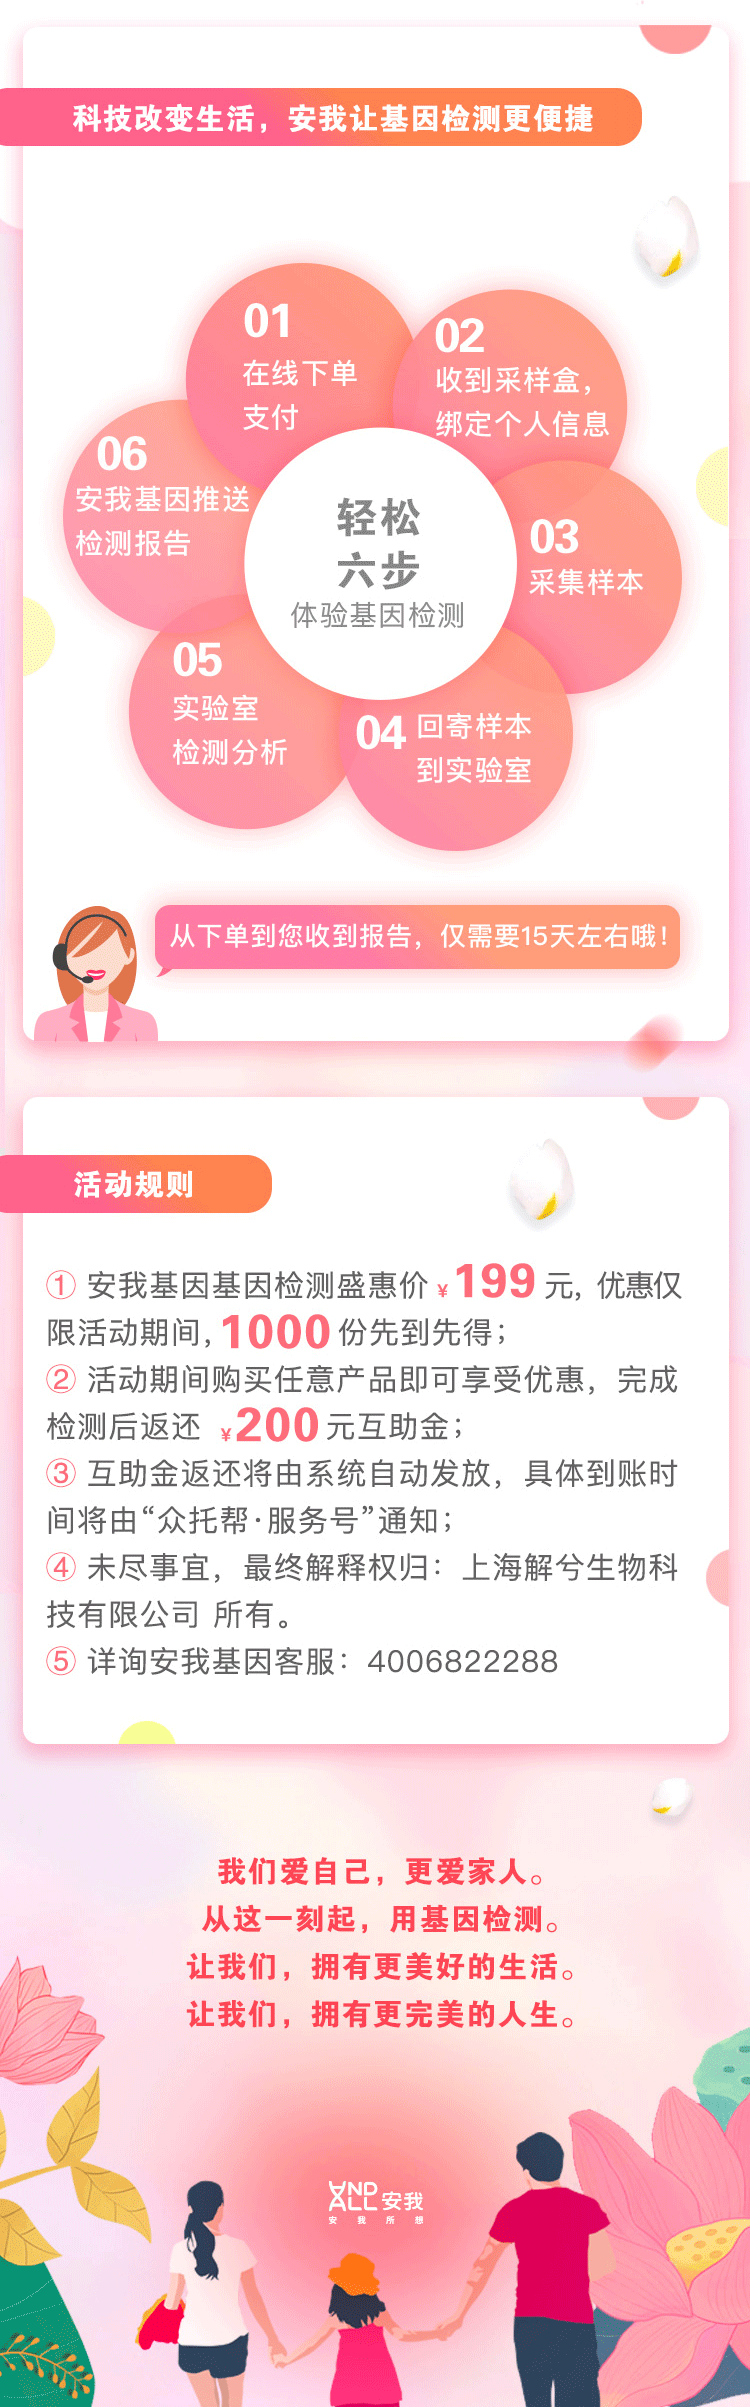 科技改变生活，安我让基因检测更便捷
01
在线下单
支付
02
收到采样盒，
绑定个人信息
03
采集样本
04
回寄样本
到实验室
05
实验室
检测分析
06
安我基因推送
检测报告
轻松
六步
体验基因检测
从下单到您收到报告，仅需要15天左右哦！
活动规则
① 安我基因基因检测盛惠价 ¥199 元，优惠仅
限活动期间，1000 份先到先得；
② 活动期间购买任意产品即可享受优惠，完成
检测后返还 ¥200 元互助金；
③ 互助金返还将由系统自动发放，具体到账时
间将由“众托帮·服务号”通知；
④ 未尽事宜，最终解释权归：上海解兮生物科
技有限公司 所有。
⑤ 详询安我基因客服：4006822288
我们爱自己，更爱家人。
从这一刻起，用基因检测。
让我们，拥有更美好的生活。
让我们，拥有更完美的人生。
AND
ALL 安我
安我所想